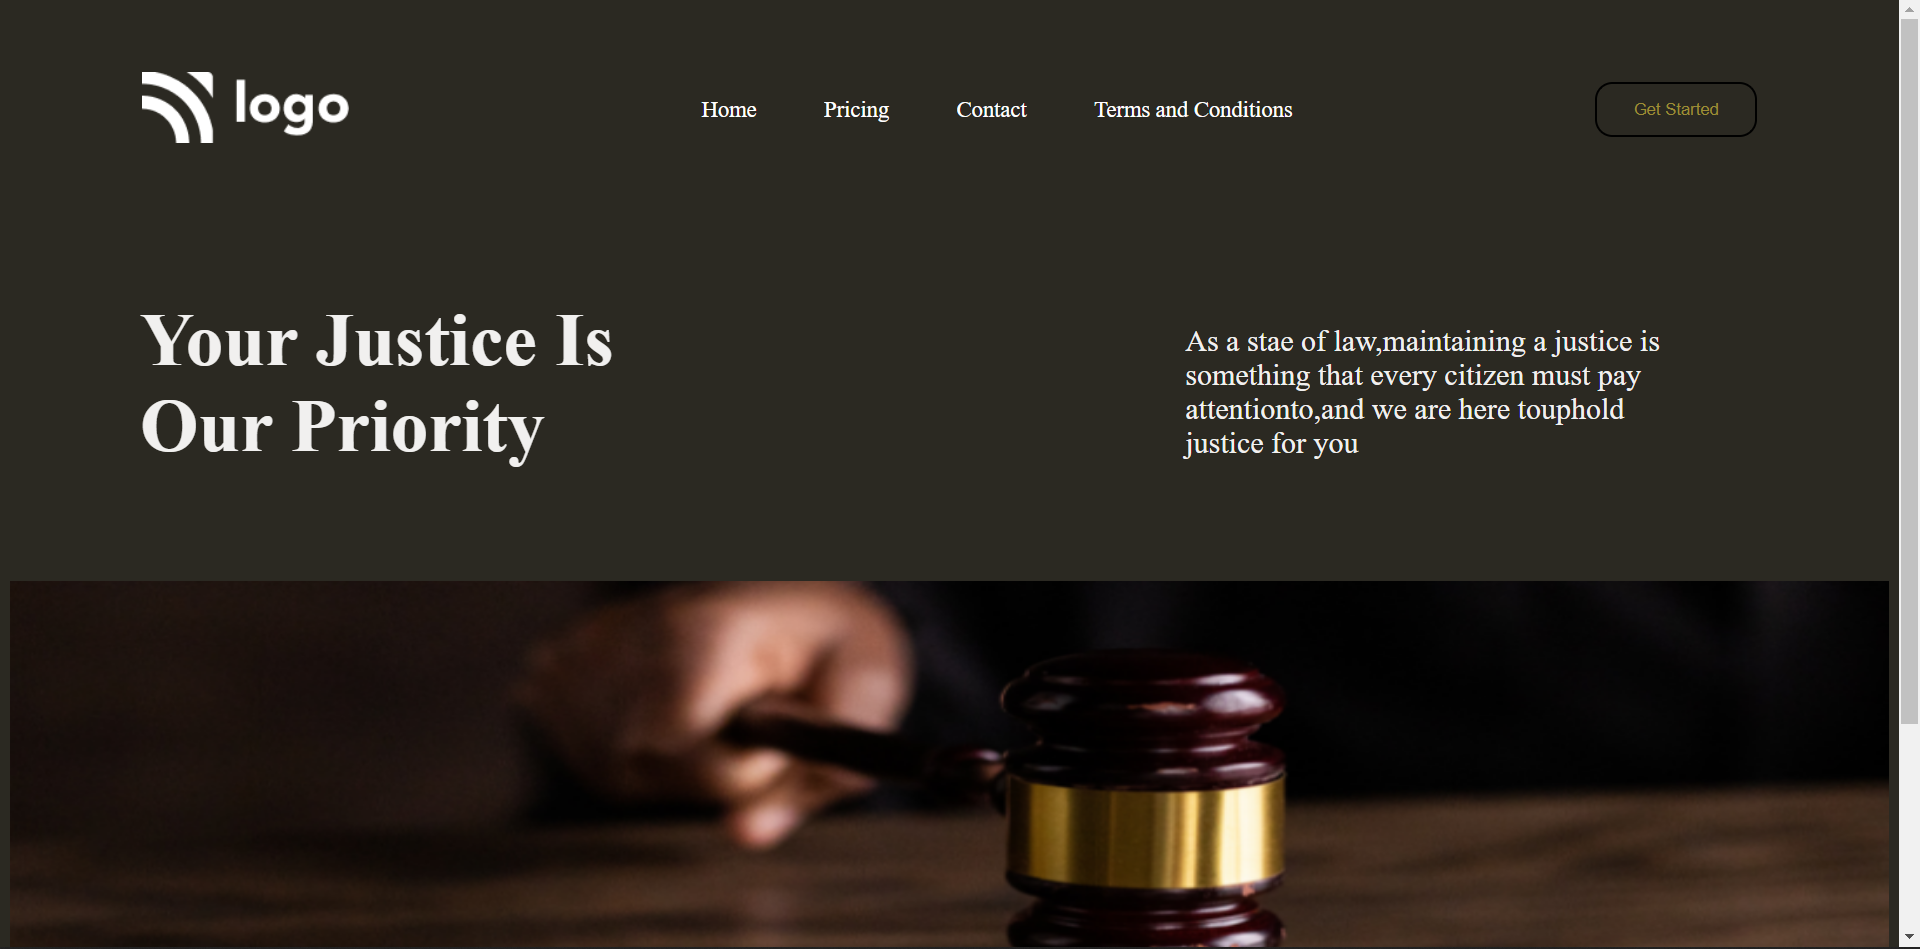 logo
Home Pricing Contact Terms and Conditions
Get Started
Your Justice Is
Our Priority
As a stae of law,maintaining a justice is
something that every citizen must pay
attentionto,and we are here touphold
justice for you